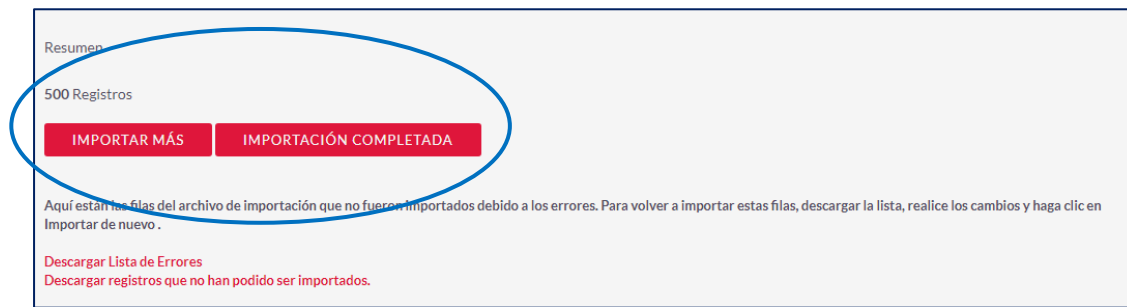 Resumen
500 Registros
IMPORTAR MÁS IMPORTACIÓN COMPLETADA
Aquí están las filas del archivo de importación que no fueron importados debido a los errores. Para volver a importar estas filas, descargar la lista, realice los cambios y haga clic en
Importar de nuevo .
Descargar Lista de Errores
Descargar registros que no han podido ser importados.